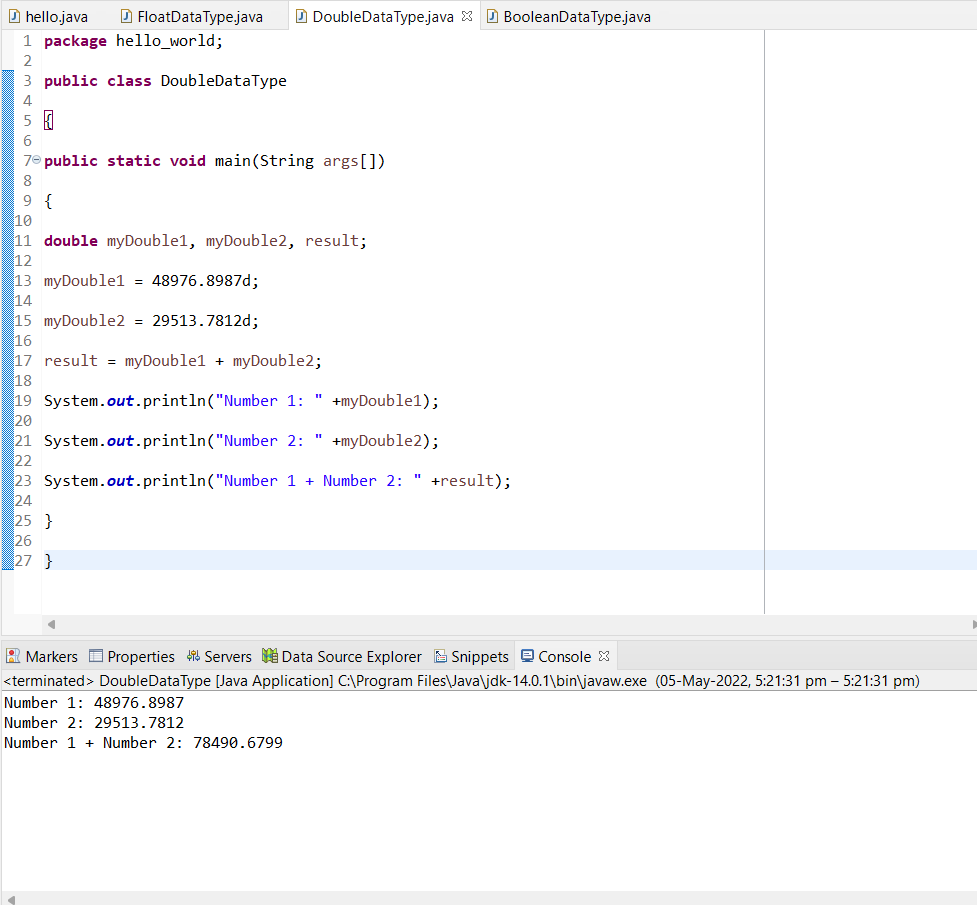 hello.java FloatDataType.java DoubleDataType.java BooleanDataType.java
1 package hello_world;
2
3 public class DoubleDataType
4
5 {
6
7 public static void main(String args[])
8
9 {
10
11 double myDouble1, myDouble2, result;
12
13 myDouble1 = 48976.8987d;
14
15 myDouble2 = 29513.7812d;
16
17 result = myDouble1 + myDouble2;
18
19 System.out.println("Number 1: " +myDouble1);
20
21 System.out.println("Number 2: " +myDouble2);
22
23 System.out.println("Number 1 + Number 2: " +result);
24
25 }
26
27 }
Markers Properties Servers Data Source Explorer Snippets Console
<terminated> DoubleDataType [Java Application] C:\Program Files\Java\jdk-14.0.1\bin\javaw.exe (05-May-2022, 5:21:31 pm – 5:21:31 pm)
Number 1: 48976.8987
Number 2: 29513.7812
Number 1 + Number 2: 78490.6799